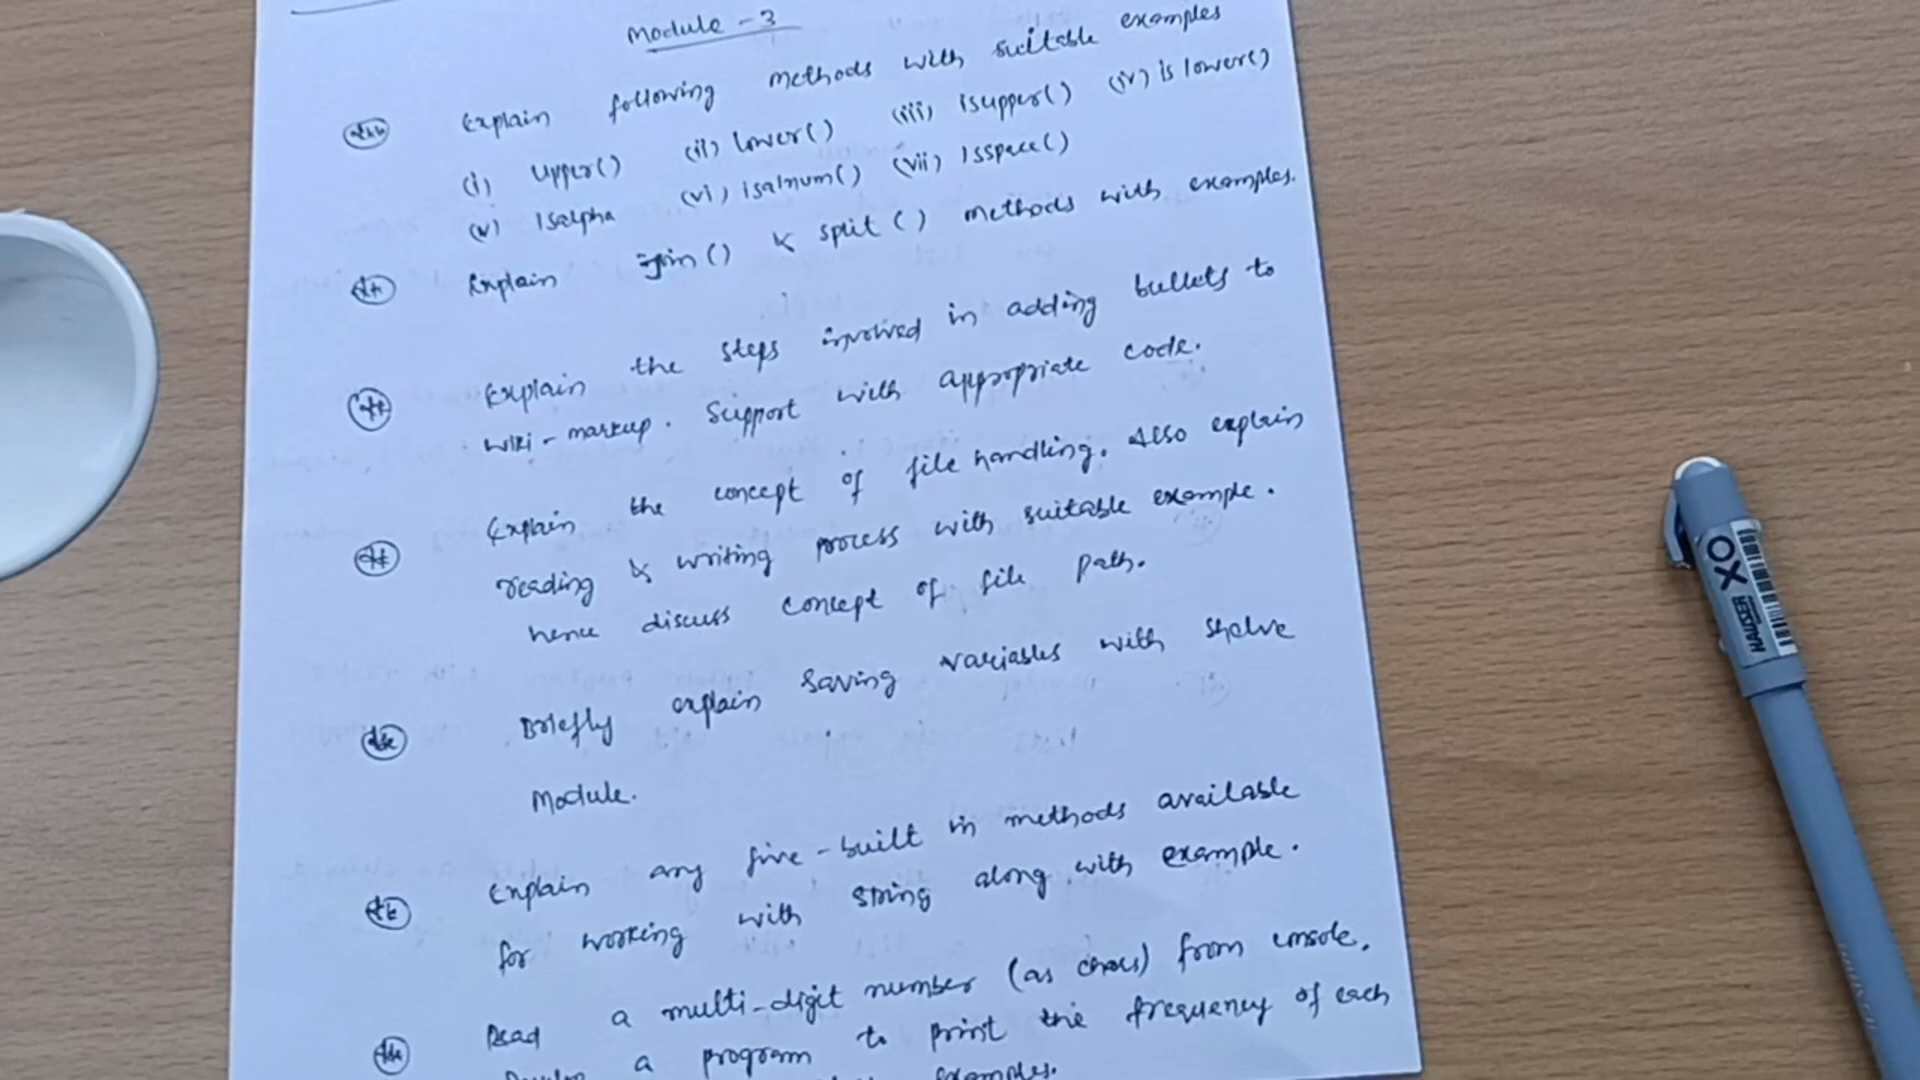 Module - 3
Explain following methods with suitable examples
(i) upper() (ii) lower() (iii) isupper() (iv) islower()
(v) Isalpha (vi) isalnum() (vii) Isspace()
Explain join() & split() methods with examples.
Explain the steps involved in adding bullets to
wiki-markup. Support with appropriate code.
Explain the concept of file handling. Also explain
reading & writing process with suitable example.
hence discuss concept of file path.
Briefly explain saving variables with shelve
Module.
Explain any five-built in methods available
for working with string along with example.
Read a multi-digit number (as chars) from console.
Develop a program to print the frequency of each
examples.
HAUSER
XO